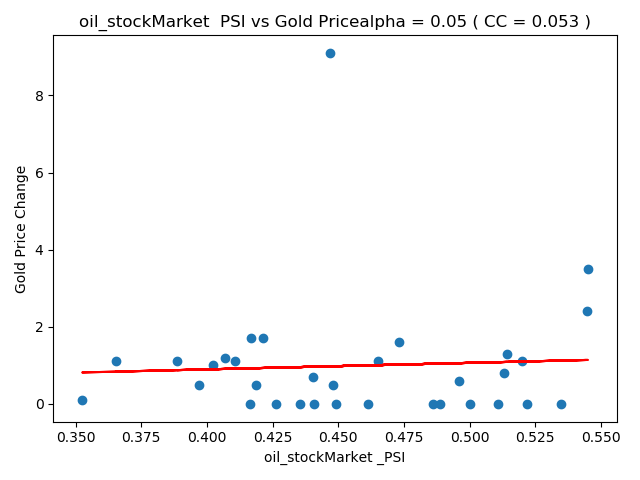 oil_stockMarket  PSI vs Gold Pricealpha = 0.05 ( CC = 0.053 )
8
6
4
2
0
Gold Price Change
0.350 0.375 0.400 0.425 0.450 0.475 0.500 0.525 0.550
oil_stockMarket _PSI